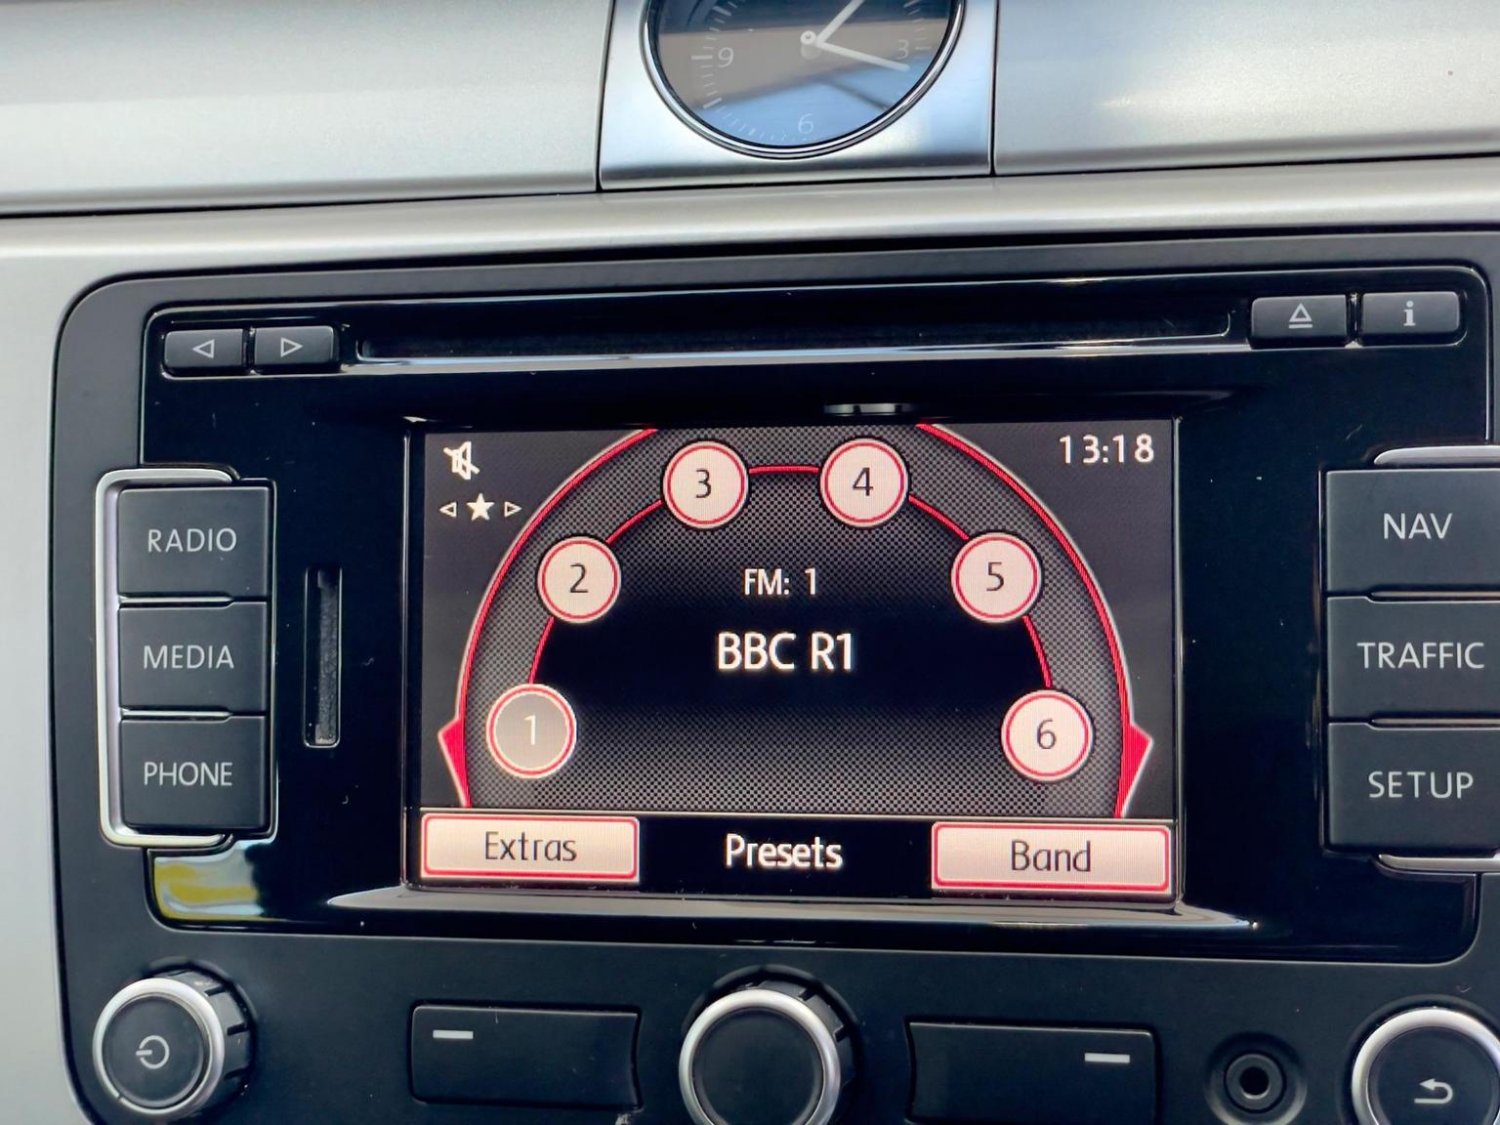 9
3
6
i
13:18
3
4
2
5
FM: 1
BBC R1
1
6
Extras
Presets
Band
RADIO
MEDIA
PHONE
NAV
TRAFFIC
SETUP